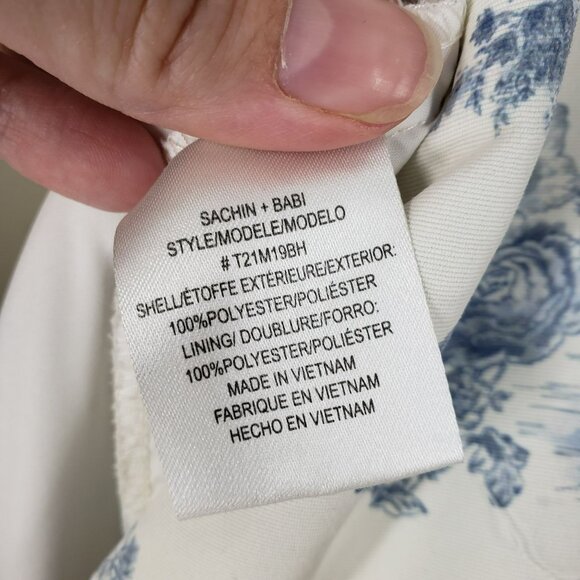 SACHIN + BABI
STYLE/MODELE/MODELO
# T21M19BH
SHELL/ÉTOFFE EXTÉRIEURE/EXTERIOR:
100%POLYESTER/POLIÉSTER
LINING/ DOUBLURE/FORRO:
100%POLYESTER/POLIÉSTER
MADE IN VIETNAM
FABRIQUE EN VIETNAM
HECHO EN VIETNAM